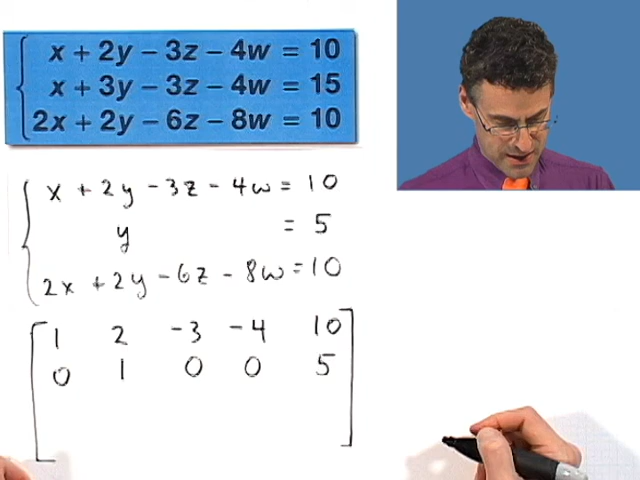 x + 2y − 3z − 4w = 10
x + 3y − 3z − 4w = 15
2x + 2y − 6z − 8w = 10
x + 2y − 3z − 4w = 10
y = 5
2x + 2y − 6z − 8w = 10
1 2 −3 −4 10
0 1 0 0 5